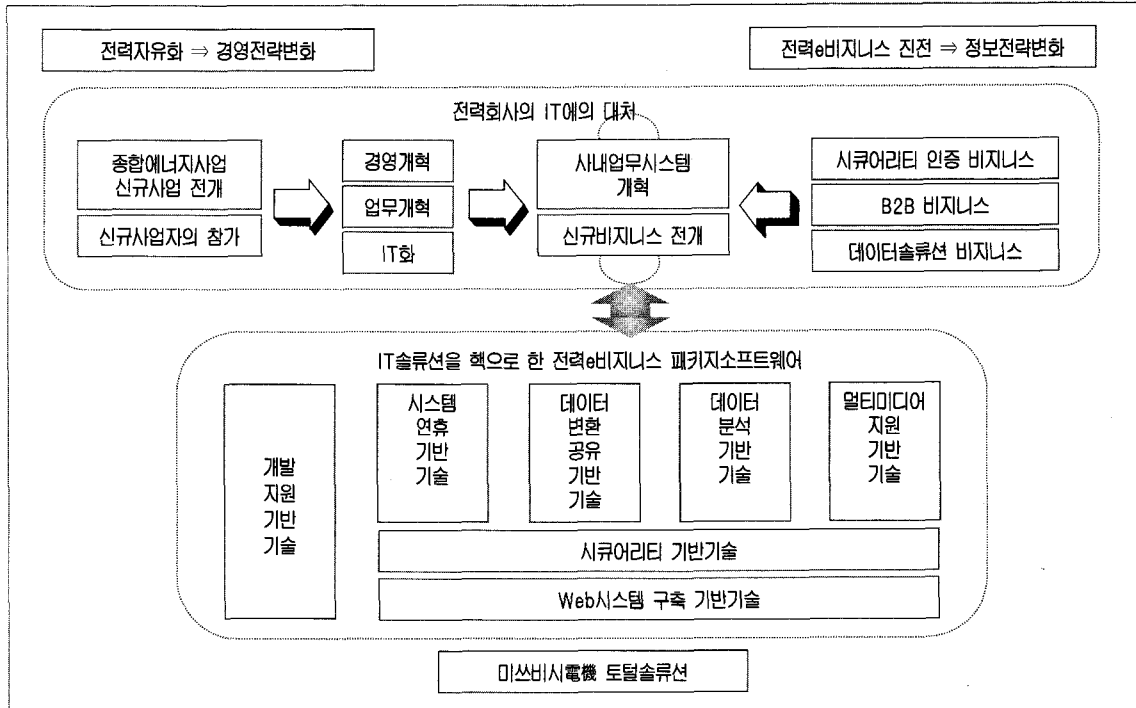 전력자유화 ⇒ 경영전략변화
전력e비지니스 진전 ⇒ 정보전략변화
전력회사의 IT에의 대처
종합에너지사업
신규사업 전개
신규사업자의 참가
경영개혁
업무개혁
IT화
사내업무시스템
개혁
신규비지니스 전개
시큐어리티 인증 비지니스
B2B 비지니스
데이터솔류션 비지니스
IT솔류션을 핵으로 한 전력e비지니스 패키지소프트웨어
개발
지원
기반
기술
시스템
연휴
기반
기술
데이터
변환
공유
기반
기술
데이터
분석
기반
기술
멀티미디어
지원
기반
기술
시큐어리티 기반기술
Web시스템 구축 기반기술
미쓰비시電機 토털솔류션